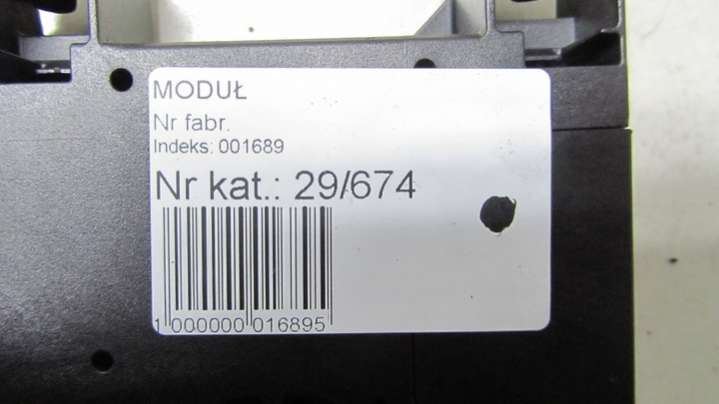 MODUŁ
Nr fabr.
Indeks: 001689
Nr kat.: 29/674
1 000000 016895